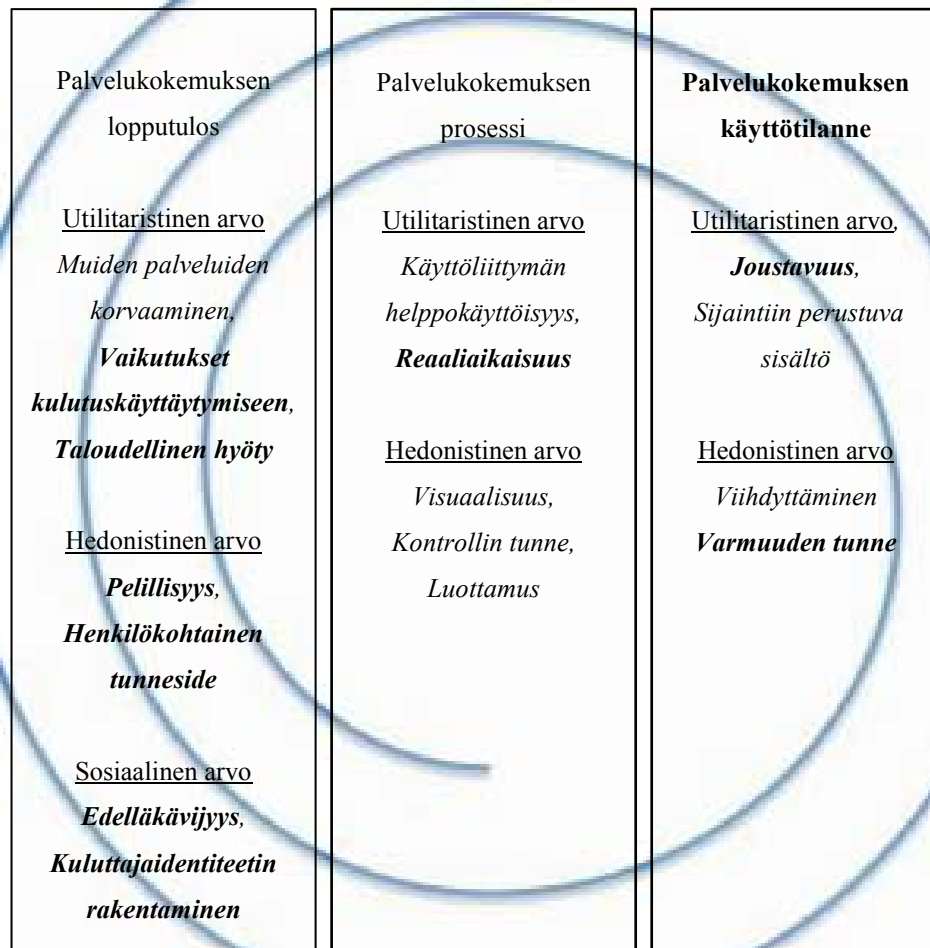 Palvelukokemuksen
lopputulos
Utilitaristinen arvo
Muiden palveluiden
korvaaminen,
Vaikutukset
kulutuskäyttäytymiseen,
Taloudellinen hyöty
Hedonistinen arvo
Pelillisyys,
Henkilökohtainen
tunneside
Sosiaalinen arvo
Edelläkävijyys,
Kuluttajaidentiteetin
rakentaminen
Palvelukokemuksen
prosessi
Utilitaristinen arvo
Käyttöliittymän
helppokäyttöisyys,
Reaaliaikaisuus
Hedonistinen arvo
Visuaalisuus,
Kontrollin tunne,
Luottamus
Palvelukokemuksen
käyttötilanne
Utilitaristinen arvo,
Joustavuus,
Sijaintiin perustuva
sisältö
Hedonistinen arvo
Viihdyttäminen
Varmuuden tunne